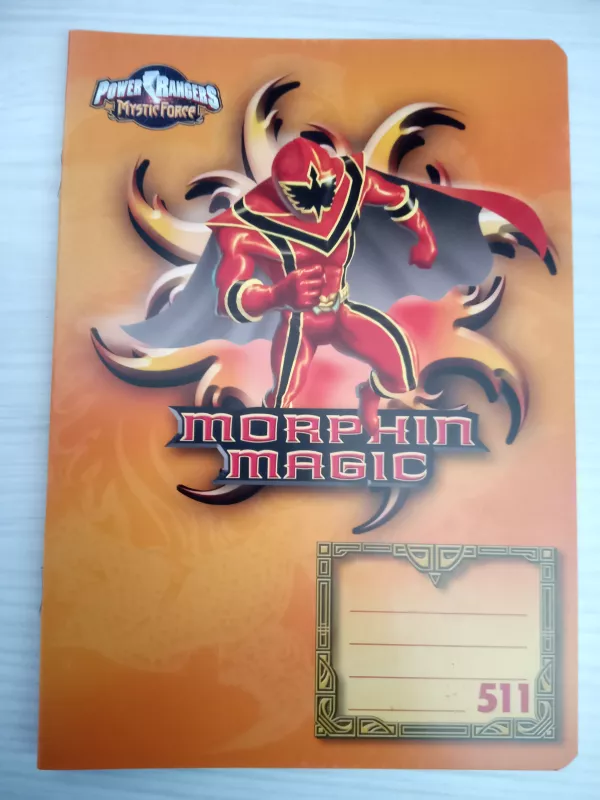 POWER RANGERS
MYSTIC FORCE
MORPHIN
MAGIC
511